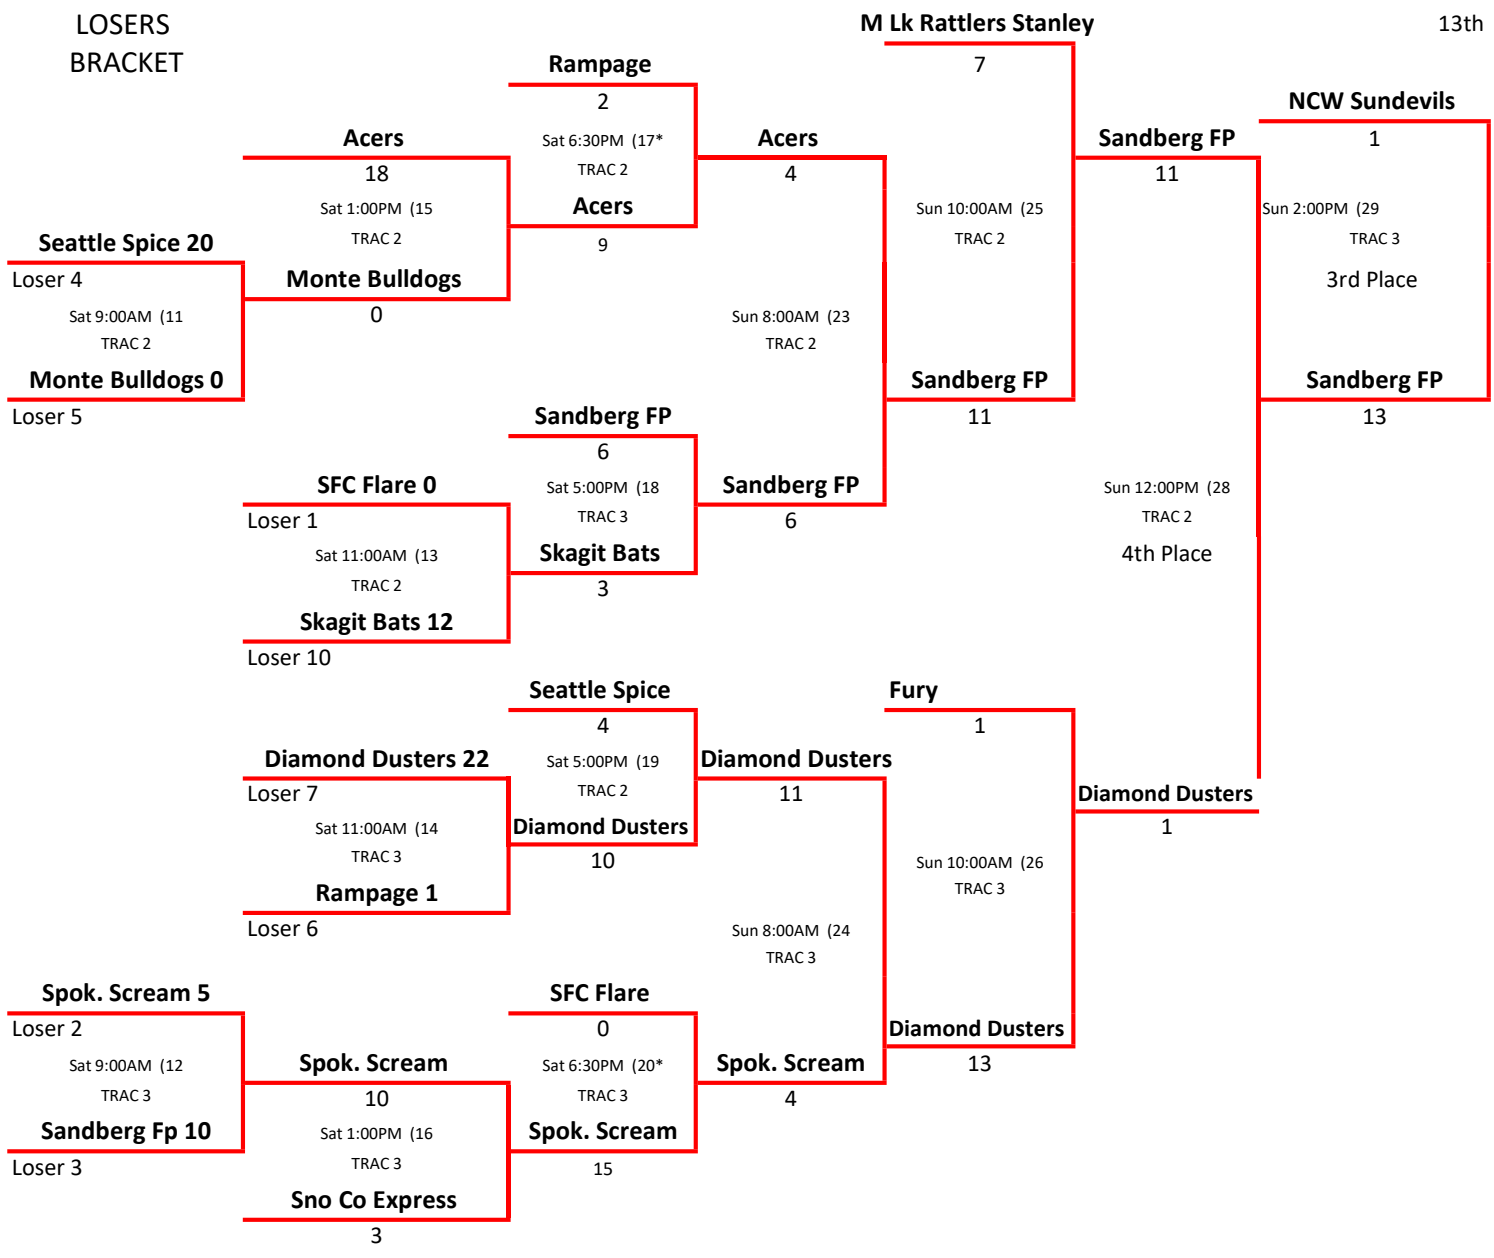 LOSERS
BRACKET
M Lk Rattlers Stanley
13th
7
Rampage
2
NCW Sundevils
1
Acers
18
Sat 6:30PM (17*
TRAC 2
Acers
4
Sandberg FP
11
Sat 1:00PM (15
TRAC 2
Acers
9
Sun 10:00AM (25
TRAC 2
Sun 2:00PM (29
TRAC 3
3rd Place
Seattle Spice 20
Loser 4
Monte Bulldogs
0
Sat 9:00AM (11
TRAC 2
Sun 8:00AM (23
TRAC 2
Monte Bulldogs 0
Loser 5
Sandberg FP
11
Sandberg FP
13
Sandberg FP
6
SFC Flare 0
Loser 1
Sat 5:00PM (18
TRAC 3
Sandberg FP
6
Sun 12:00PM (28
TRAC 2
4th Place
Sat 11:00AM (13
TRAC 2
Skagit Bats
3
Skagit Bats 12
Loser 10
Seattle Spice
4
Fury
1
Diamond Dusters 22
Loser 7
Sat 5:00PM (19
TRAC 2
Diamond Dusters
11
Diamond Dusters
1
Sat 11:00AM (14
TRAC 3
Diamond Dusters
10
Sun 10:00AM (26
TRAC 3
Rampage 1
Loser 6
Sun 8:00AM (24
TRAC 3
Spok. Scream 5
Loser 2
SFC Flare
0
Diamond Dusters
13
Sat 9:00AM (12
TRAC 3
Spok. Scream
10
Sat 6:30PM (20*
TRAC 3
Spok. Scream
4
Sandberg Fp 10
Loser 3
Sat 1:00PM (16
TRAC 3
Spok. Scream
15
Sno Co Express
3